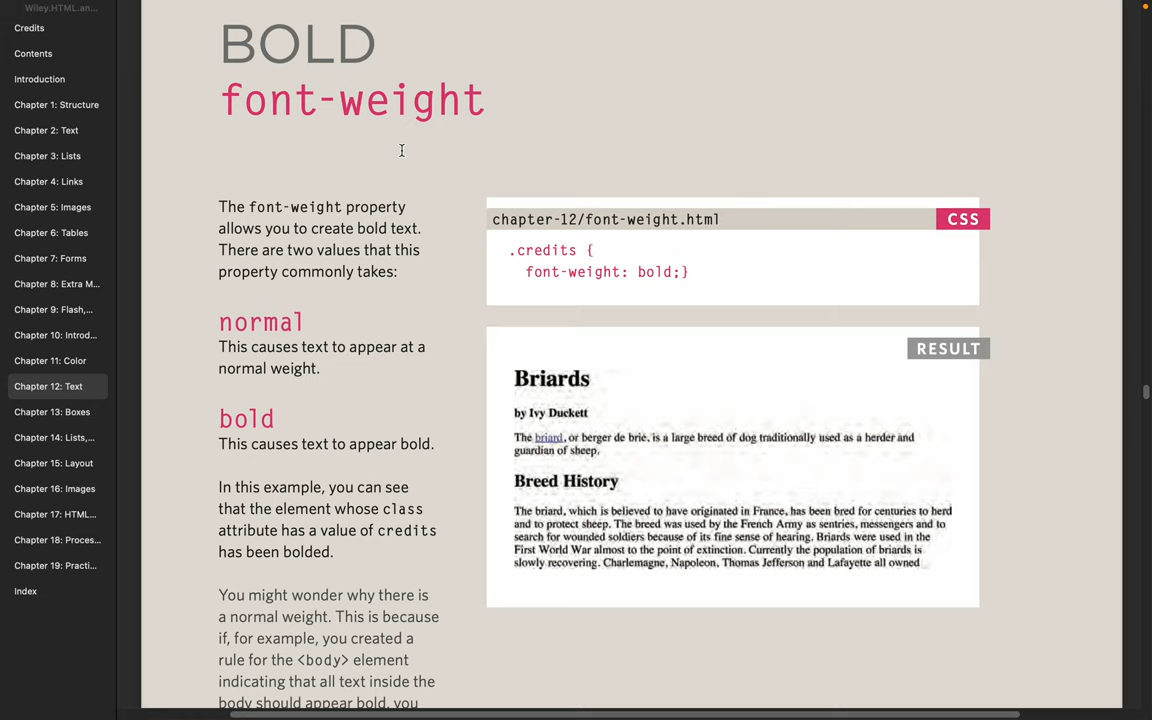 Wiley.HTML.an...
Credits
Contents
Introduction
Chapter 1: Structure
Chapter 2: Text
Chapter 3: Lists
Chapter 4: Links
Chapter 5: Images
Chapter 6: Tables
Chapter 7: Forms
Chapter 8: Extra M...
Chapter 9: Flash,...
Chapter 10: Introd...
Chapter 11: Color
Chapter 12: Text
Chapter 13: Boxes
Chapter 14: Lists,...
Chapter 15: Layout
Chapter 16: Images
Chapter 17: HTML...
Chapter 18: Proces...
Chapter 19: Practi...
Index
BOLD
font-weight
The font-weight property
allows you to create bold text.
There are two values that this
property commonly takes:
normal
This causes text to appear at a
normal weight.
bold
This causes text to appear bold.
In this example, you can see
that the element whose class
attribute has a value of credits
has been bolded.
You might wonder why there is
a normal weight. This is because
if, for example, you created a
rule for the <body> element
indicating that all text inside the
body should appear bold, you
chapter-12/font-weight.html
CSS
.credits {
font-weight: bold;}
RESULT
Briards
by Ivy Duckett
The briard, or berger de brie, is a large breed of dog traditionally used as a herder and
guardian of sheep.
Breed History
The briard, which is believed to have originated in France, has been bred for centuries to herd
and to protect sheep. The breed was used by the French Army as sentries, messengers and to
search for wounded soldiers because of its fine sense of hearing. Briards were used in the
First World War almost to the point of extinction. Currently the population of briards is
slowly recovering. Charlemagne, Napoleon, Thomas Jefferson and Lafayette all owned